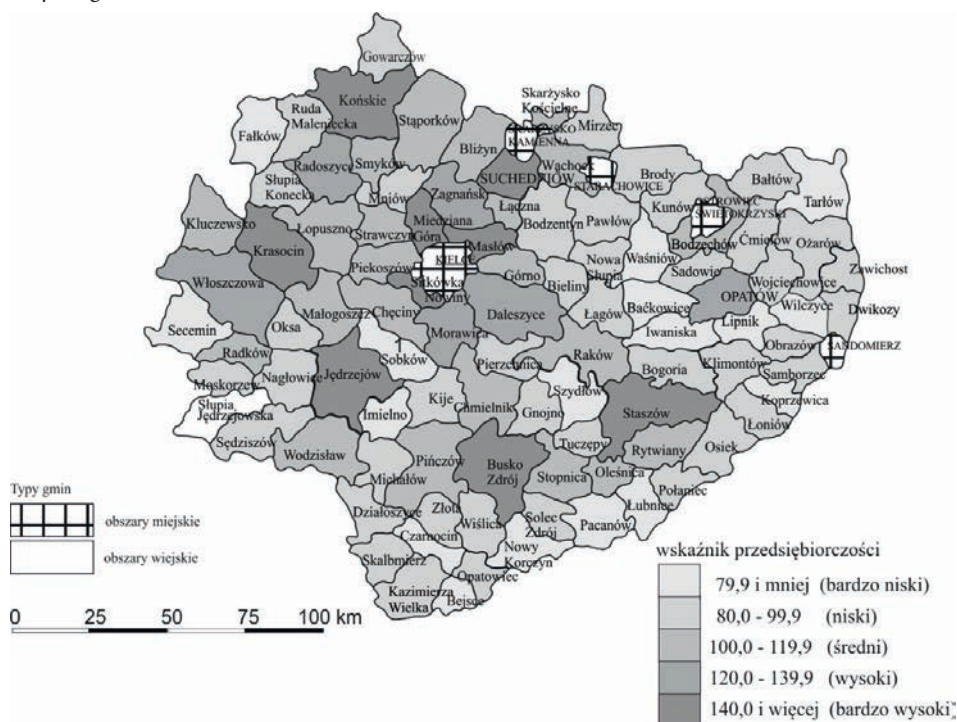 Gowarczów
Końskie
Skarżysko
Kościelne
Ruda
Maleniecka
Stąporków
Mirzec
Fałków
KAMIENNA
Bliżyn
Radoszyce
Smyków
Wąchock
SUCHEDNIÓW
STARACHOWICE
Brody
Bałtów
Słupia
Konecka
Mniów
Zagnańsk
Łączna
Kunów
ŚWIĘTOKRZYSKI
Tarłów
Kluczewsko
Łopuszno
Miedziana
Góra
Bodzentyn
Pawłów
Strawczyn
Krasocin
Masłów
Bodzechów
Ćmielów
Ożarów
Waśniów
Nowa
Słupia
Piekoszów
KIELCE
Górno
Sadowie
Zawichost
Wojciechowice
Włoszczowa
Sitkówka
Nowiny
Bieliny
OPATÓW
Baćkowice
Wilczyce
Dwikozy
Małogoszcz
Chęciny
Daleszyce
Łagów
Lipnik
Secemin
Oksa
Morawica
Iwaniska
Obrazów
SANDOMIERZ
Radków
Sobków
Pierzchnica
Raków
Klimontów
Samborzec
Moskorzew
Nagłowice
Jędrzejów
Bogoria
Szydłów
Koprzewica
Słupia
Jędrzejowska
Imielno
Kije
Chmielnik
Gnojno
Staszów
Łoniów
Sędziszów
Wodzisław
Pińczów
Busko
Zdrój
Tuczępy
Rytwiany
Osiek
Michałów
Stopnica
Oleśnica
Połaniec
Łubnice
Działoszyce
Złota
Wiślica
Solec
Zdrój
Pacanów
Czarnocin
Nowy
Korczyn
Skalbmierz
Opatowiec
Kazimierza
Wielka
Bejsce
Typy gmin
obszary miejskie
obszary wiejskie
0 25 50 75 100 km
wskaźnik przedsiębiorczości
79,9 i mniej (bardzo niski)
80,0 - 99,9 (niski)
100,0 - 119,9 (średni)
120,0 - 139,9 (wysoki)
140,0 i więcej (bardzo wysoki)